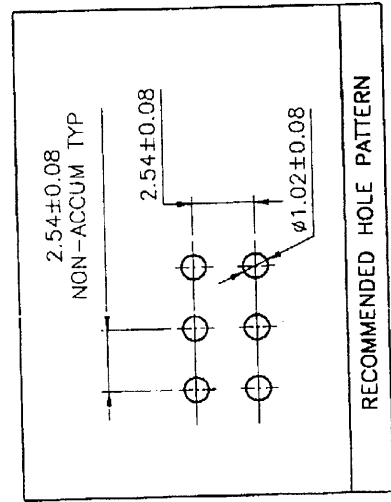 2.54±0.08
NON-ACCUM TYP
2.54±0.08
ø1.02±0.08
RECOMMENDED HOLE PATTERN